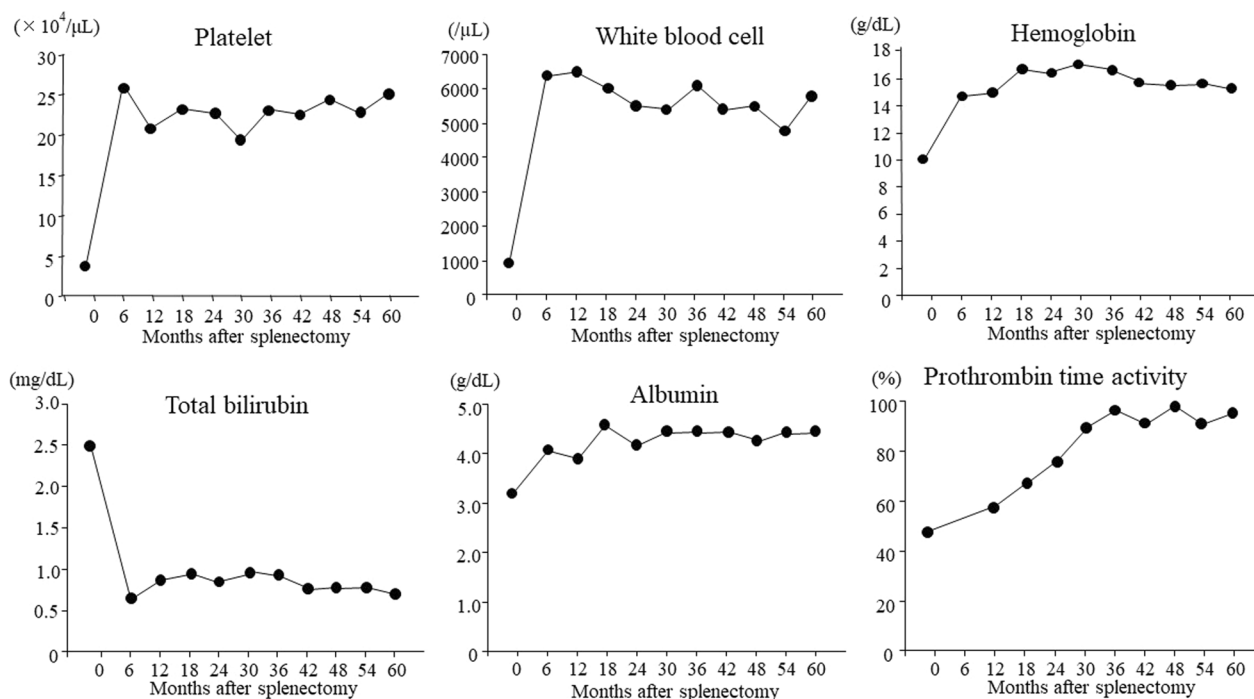 (×10⁴/μL)
Platelet
30
25
20
15
10
5
0
0 6 12 18 24 30 36 42 48 54 60
Months after splenectomy
(/μL)
White blood cell
7000
6000
5000
4000
3000
2000
1000
0
0 6 12 18 24 30 36 42 48 54 60
Months after splenectomy
(g/dL)
Hemoglobin
18
16
14
12
10
8
6
4
2
0
0 6 12 18 24 30 36 42 48 54 60
Months after splenectomy
(mg/dL)
Total bilirubin
3.0
2.5
2.0
1.5
1.0
0.5
0
0 6 12 18 24 30 36 42 48 54 60
Months after splenectomy
(g/dL)
Albumin
5.0
4.0
3.0
2.0
1.0
0
0 6 12 18 24 30 36 42 48 54 60
Months after splenectomy
(%)
Prothrombin time activity
100
80
60
40
20
0
0 6 12 18 24 30 36 42 48 54 60
Months after splenectomy